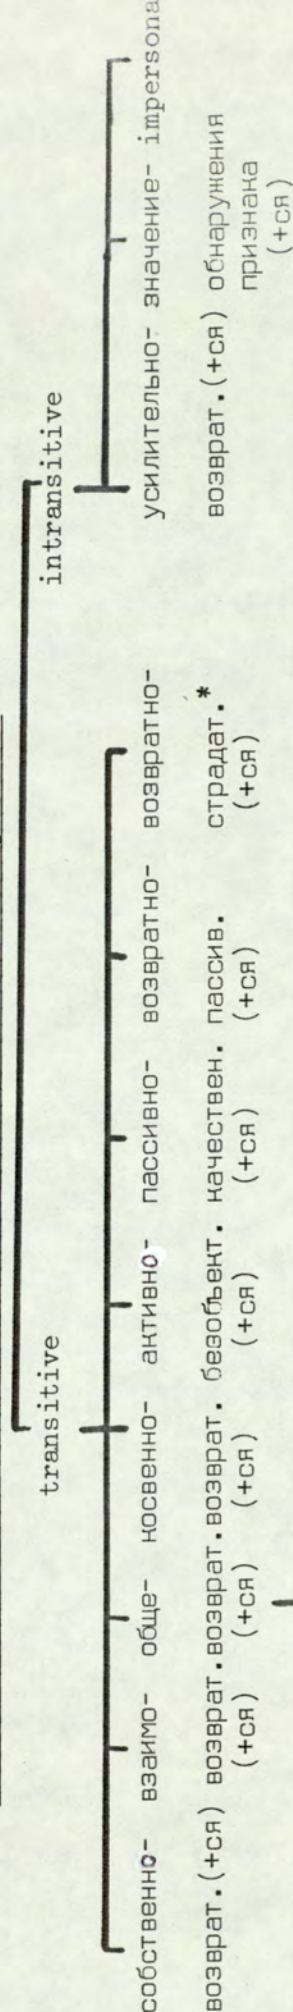 transitive intransitive
собственно- взаимо- обще- косвенно- активно- пассивно- возвратно- возвратно- усилительно- значение- impersona
возврат.(+ся) возврат. возврат. возврат. безобъект. качествен. пассив. страдат.* возврат.(+ся) обнаружения
(+ся) (+ся) (+ся) (+ся) (+ся) (+ся) (+ся) признака
(+ся)